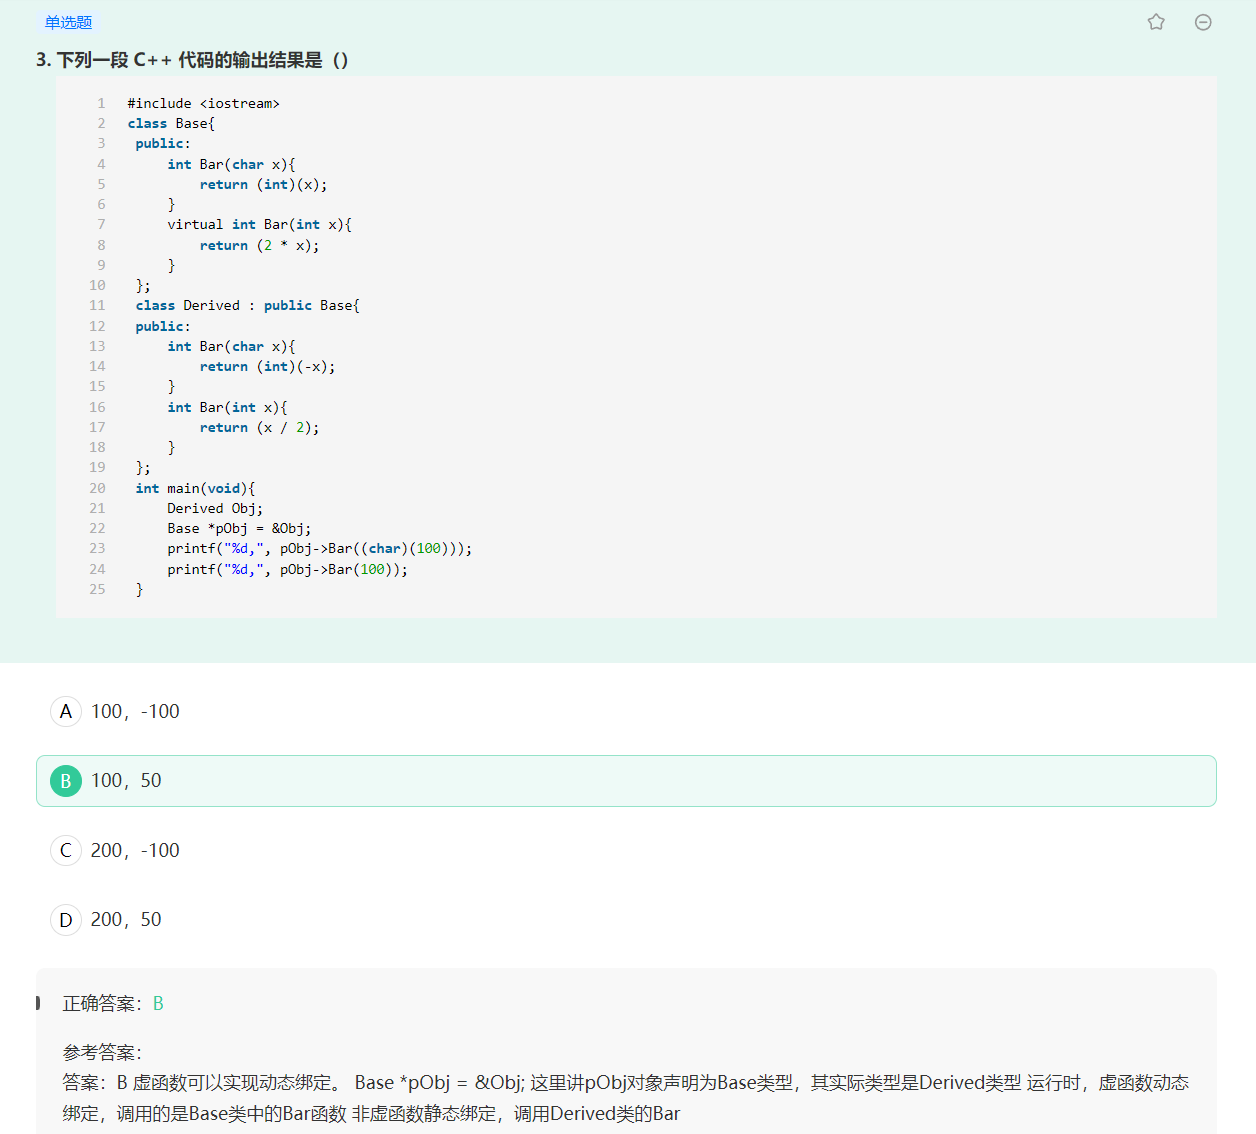 单选题
3. 下列一段 C++ 代码的输出结果是（）
1 #include <iostream>
2 class Base{
3 public:
4 int Bar(char x){
5 return (int)(x);
6 }
7 virtual int Bar(int x){
8 return (2 * x);
9 }
10 };
11 class Derived : public Base{
12 public:
13 int Bar(char x){
14 return (int)(-x);
15 }
16 int Bar(int x){
17 return (x / 2);
18 }
19 };
20 int main(void){
21 Derived Obj;
22 Base *pObj = &Obj;
23 printf("%d,", pObj->Bar((char)(100)));
24 printf("%d,", pObj->Bar(100));
25 }
A 100，-100
B 100，50
C 200，-100
D 200，50
正确答案：B
参考答案：
答案：B 虚函数可以实现动态绑定。 Base *pObj = &Obj; 这里讲pObj对象声明为Base类型，其实际类型是Derived类型 运行时，虚函数动态
绑定，调用的是Base类中的Bar函数 非虚函数静态绑定，调用Derived类的Bar